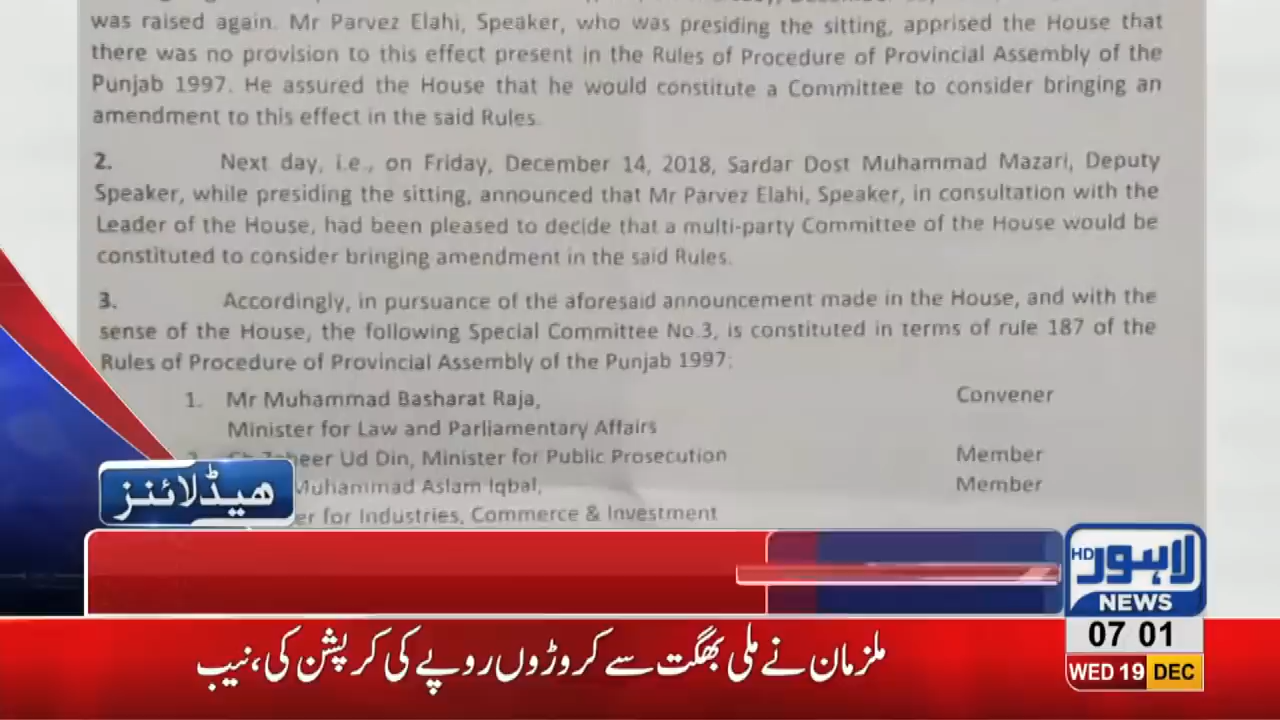 was raised again. Mr Parvez Elahi, Speaker, who was presiding the sitting, apprised the House that
there was no provision to this effect present in the Rules of Procedure of Provincial Assembly of the
Punjab 1997. He assured the House that he would constitute a Committee to consider bringing an
amendment to this effect in the said Rules.
2. Next day, i.e., on Friday, December 14, 2018, Sardar Dost Muhammad Mazari, Deputy
Speaker, while presiding the sitting, announced that Mr Parvez Elahi, Speaker, in consultation with the
Leader of the House, had been pleased to decide that a multi-party Committee of the House would be
constituted to consider bringing amendment in the said Rules.
3. Accordingly, in pursuance of the aforesaid announcement made in the House, and with the
sense of the House, the following Special Committee No.3, is constituted in terms of rule 187 of the
Rules of Procedure of Provincial Assembly of the Punjab 1997:
1. Mr Muhammad Basharat Raja, Convener
Minister for Law and Parliamentary Affairs
Ud Din, Minister for Public Prosecution Member
Muhammad Aslam Iqbal, Member
for Industries, Commerce & Investment
ہیڈلائنز
HD لاہور
NEWS
07 01
WED 19 DEC
ملزمان نے ملی بھگت سے کروڑوں روپے کی کرپشن کی، نیب